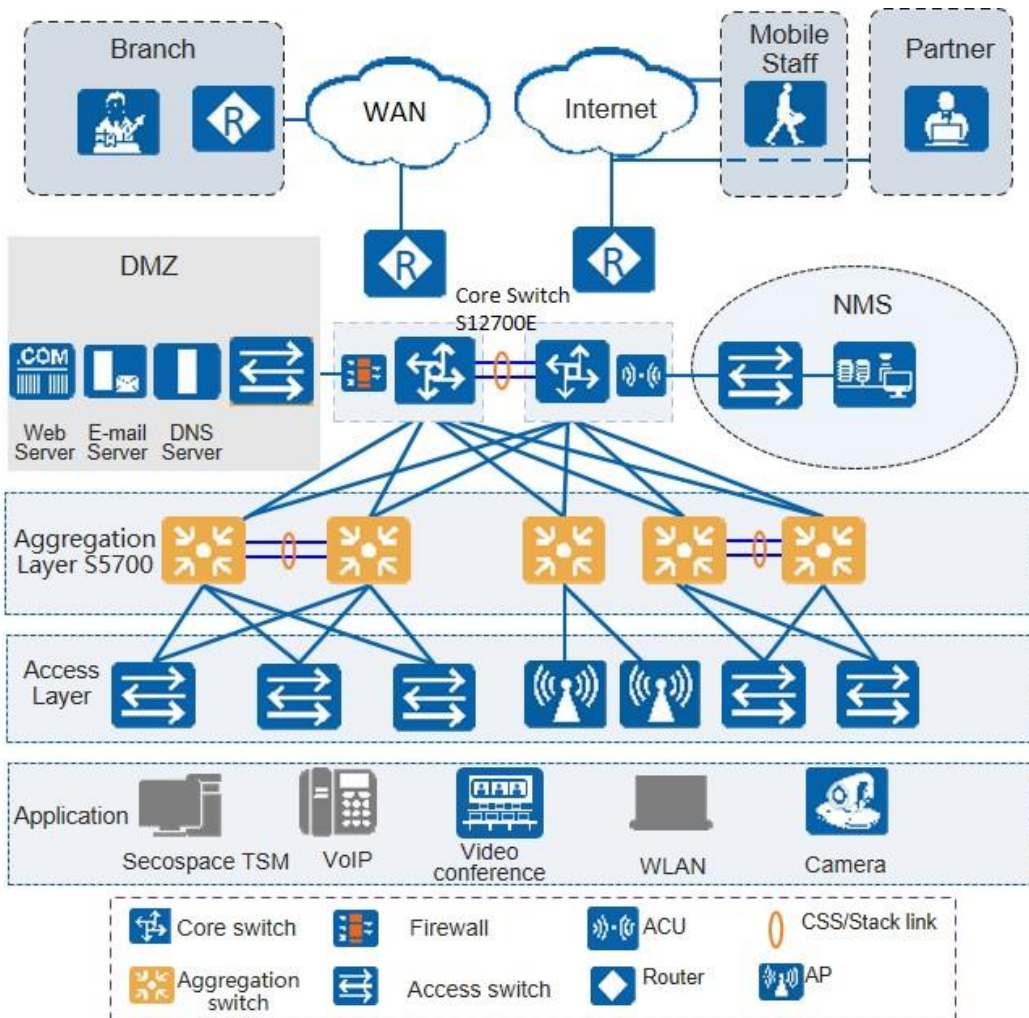 Branch
WAN
Internet
Mobile
Staff
Partner
R
R
R
DMZ
.COM
Web
Server
E-mail
Server
DNS
Server
Core Switch
S12700E
NMS
Aggregation
Layer S5700
Access
Layer
Application
Secospace TSM
VoIP
Video
conference
WLAN
Camera
Core switch
Firewall
ACU
CSS/Stack link
Aggregation
switch
Access switch
Router
AP